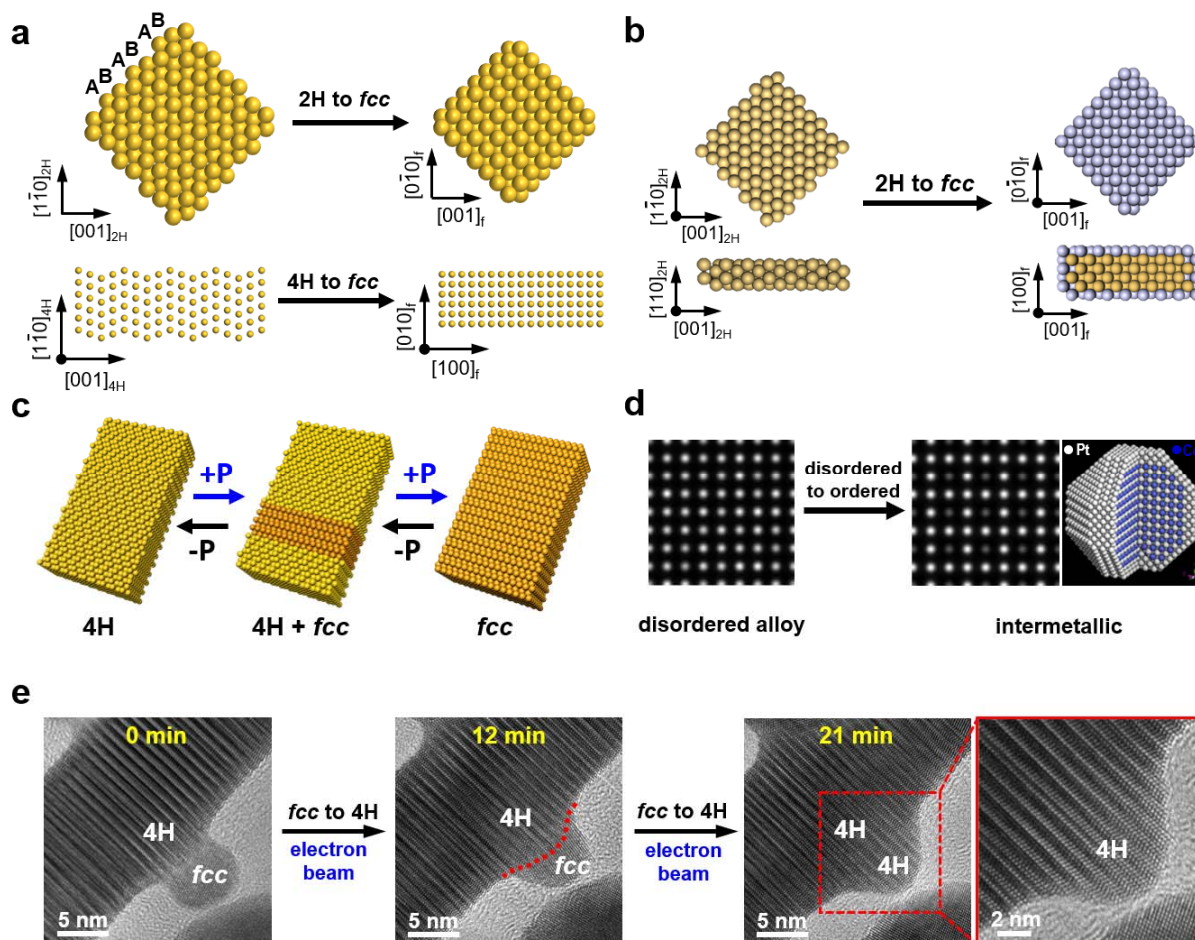 a
A B A B A B
2H to fcc
[11̄0]2H
[001]2H
[01̄0]f
[001]f
4H to fcc
[11̄0]4H
[001]4H
[010]f
[100]f
b
2H to fcc
[11̄0]2H
[001]2H
[01̄0]f
[001]f
[110]2H
[001]2H
[100]f
[001]f
c
+P
-P
+P
-P
4H
4H + fcc
fcc
d
disordered
to ordered
Pt
disordered alloy
intermetallic
e
0 min
4H
fcc
5 nm
fcc to 4H
electron
beam
12 min
4H
fcc
5 nm
fcc to 4H
electron
beam
21 min
4H
4H
5 nm
4H
2 nm